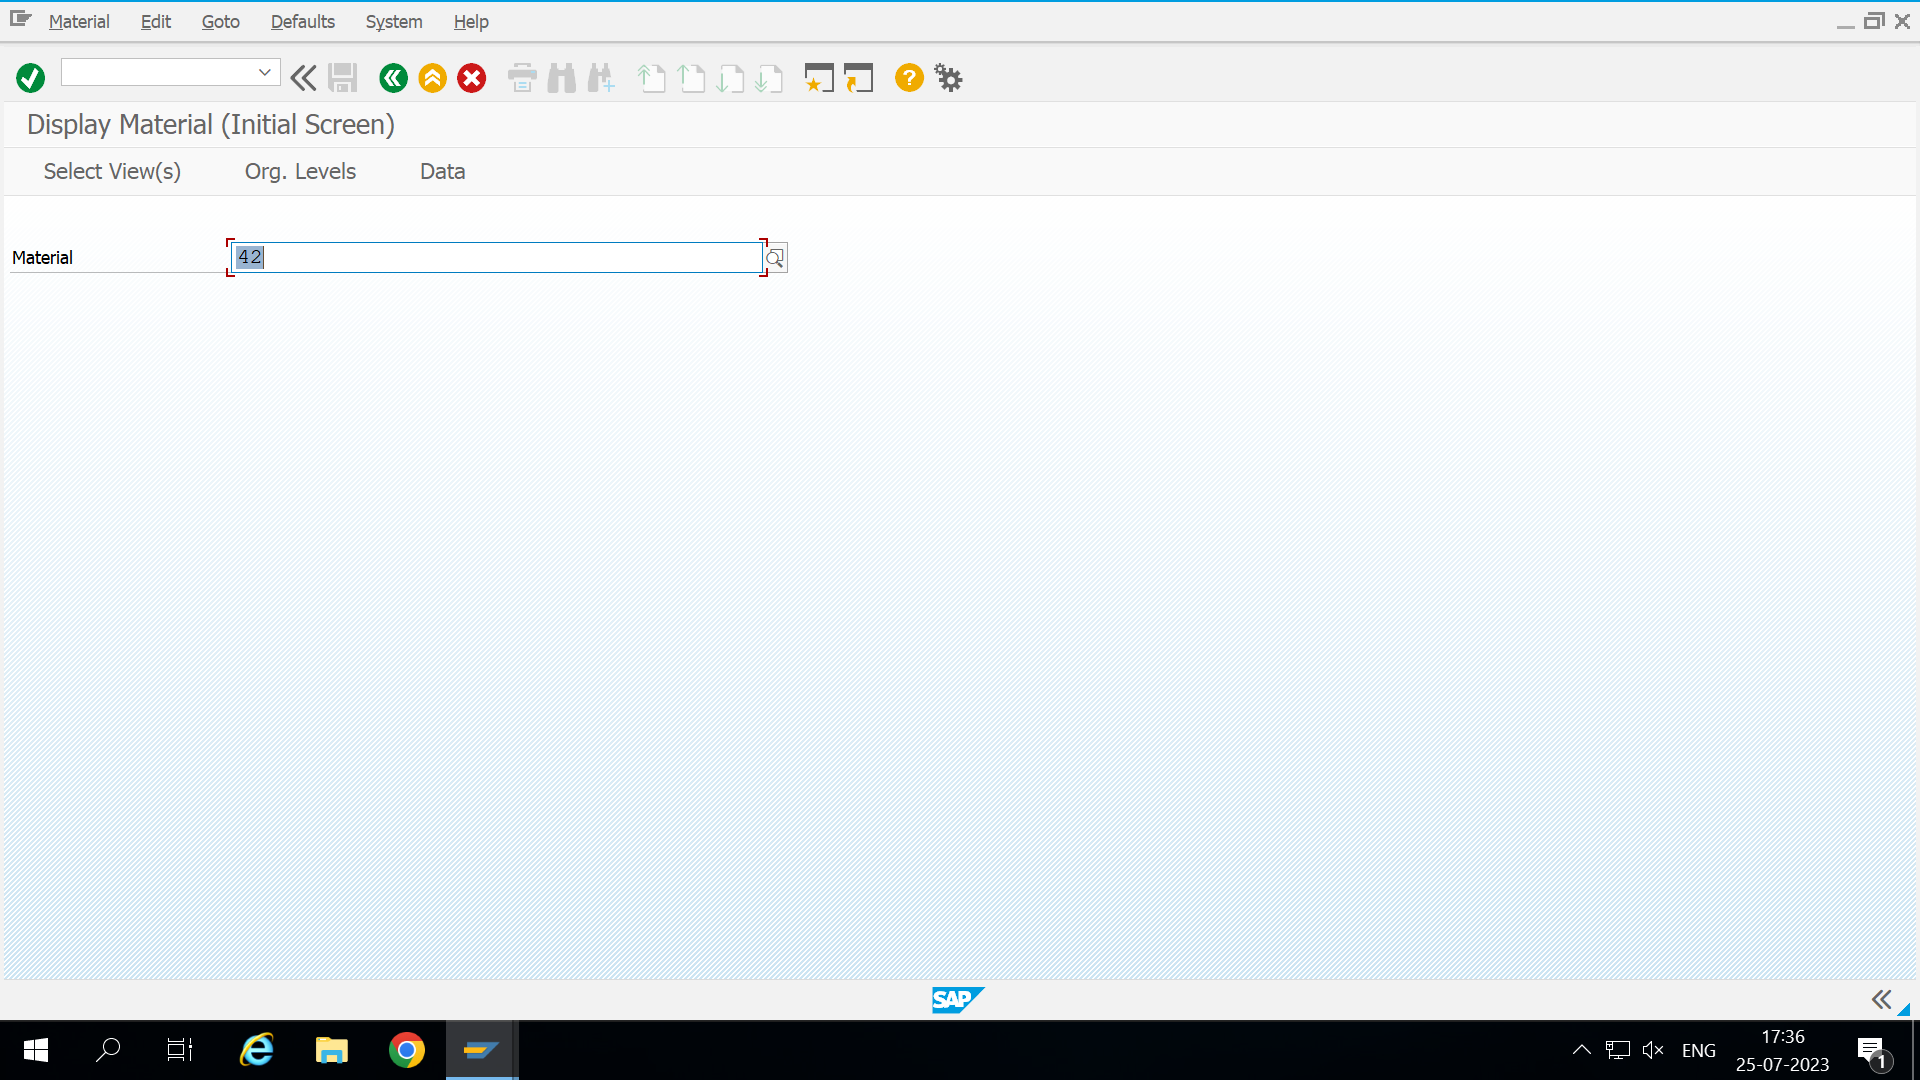 Material Edit Goto Defaults System Help
Display Material (Initial Screen)
Select View(s) Org. Levels Data
Material 42
SAP
ENG
17:36
25-07-2023
1